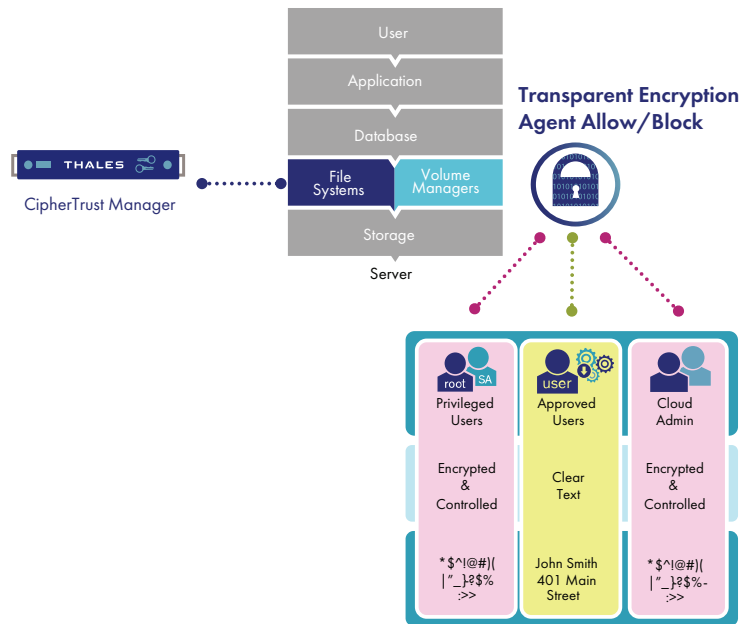 User
Application
Transparent Encryption
Agent Allow/Block
Database
THALES
File
Systems
Volume
Managers
CipherTrust Manager
Storage
Server
root
SA
user
Privileged
Users
Approved
Users
Cloud
Admin
Encrypted
&
Controlled
Clear
Text
Encrypted
&
Controlled
*$^!@#)(
|"_}?$%
:>>
John Smith
401 Main
Street
*$^!@#)(
|"_}?$%-
:>>